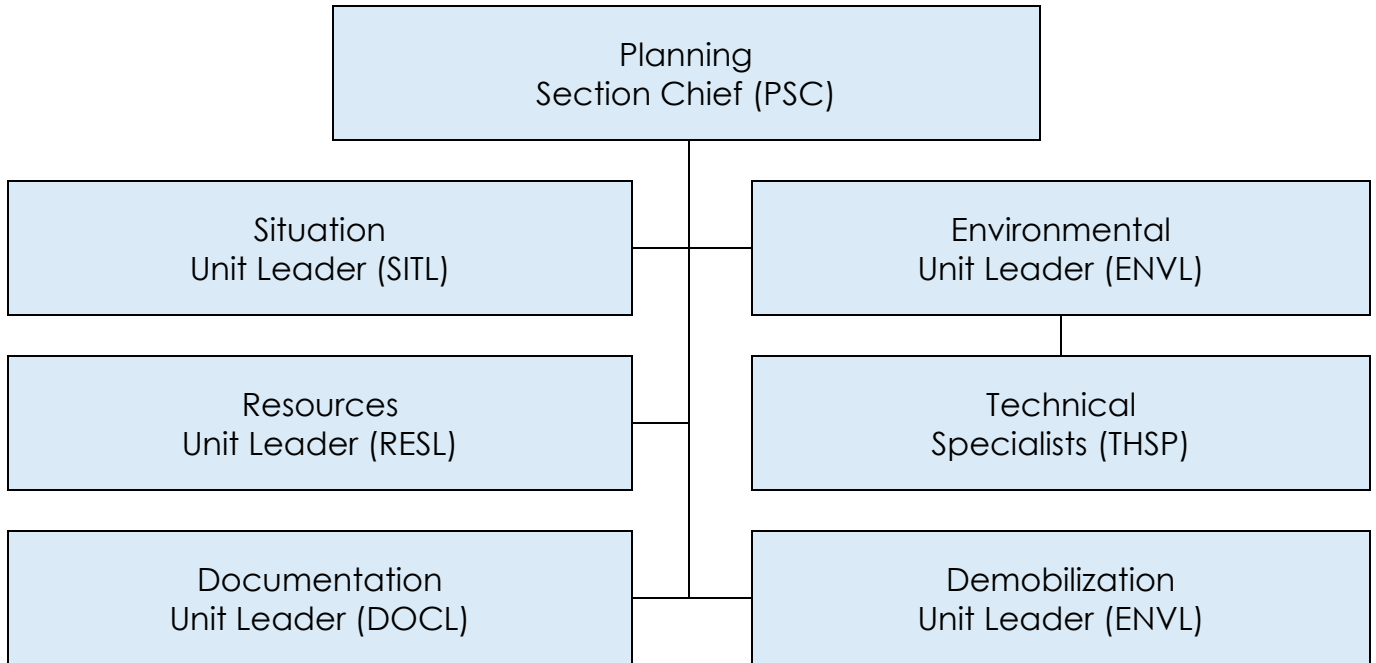 Planning
Section Chief (PSC)
Situation
Unit Leader (SITL)
Environmental
Unit Leader (ENVL)
Resources
Unit Leader (RESL)
Technical
Specialists (THSP)
Documentation
Unit Leader (DOCL)
Demobilization
Unit Leader (ENVL)